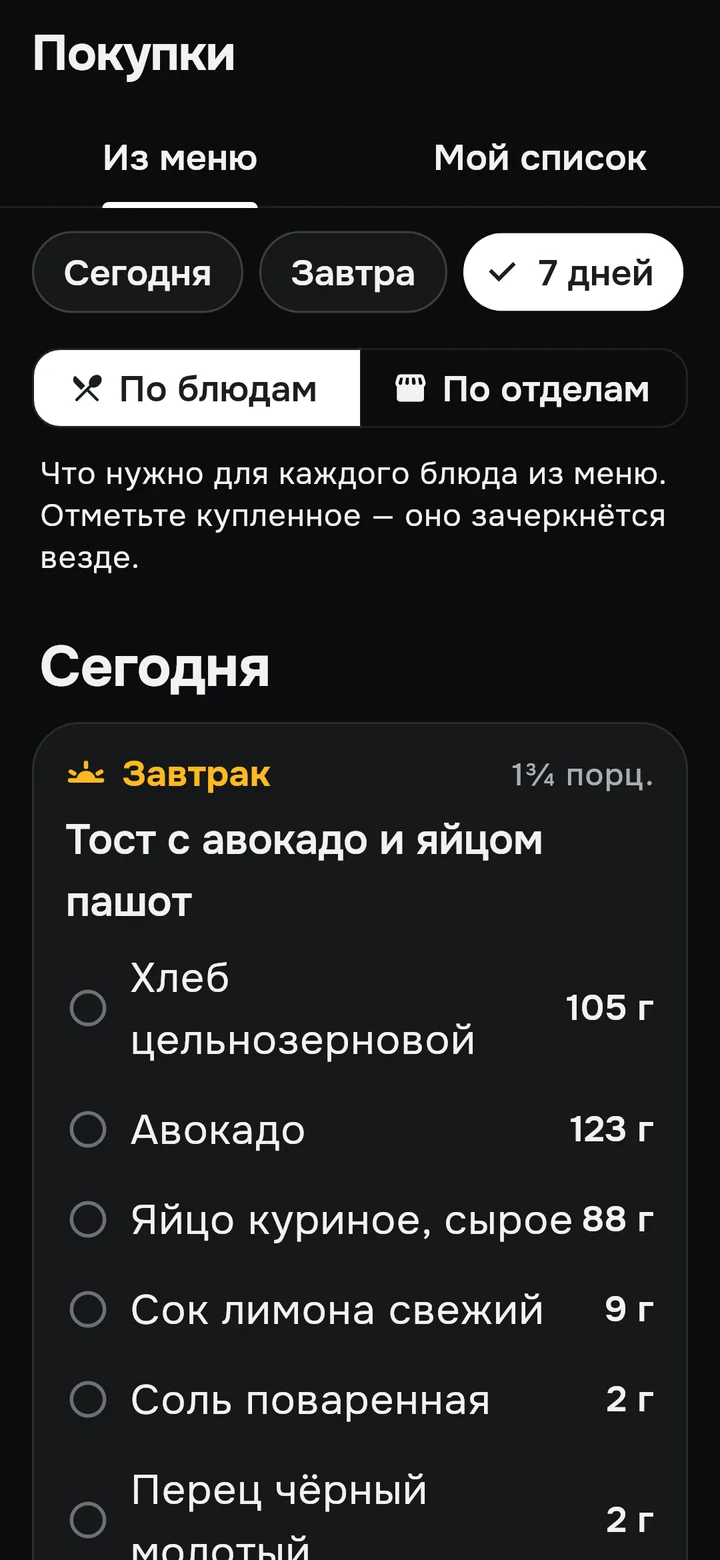 Покупки
Из меню
Мой список
Сегодня
Завтра
7 дней
По блюдам
По отделам
Что нужно для каждого блюда из меню.
Отметьте купленное — оно зачеркнётся
везде.
Сегодня
Завтрак
1¾ порц.
Тост с авокадо и яйцом
пашот
Хлеб
цельнозерновой
105 г
Авокадо
123 г
Яйцо куриное, сырое 88 г
Сок лимона свежий
9 г
Соль поваренная
2 г
Перец чёрный
молотый
2 г